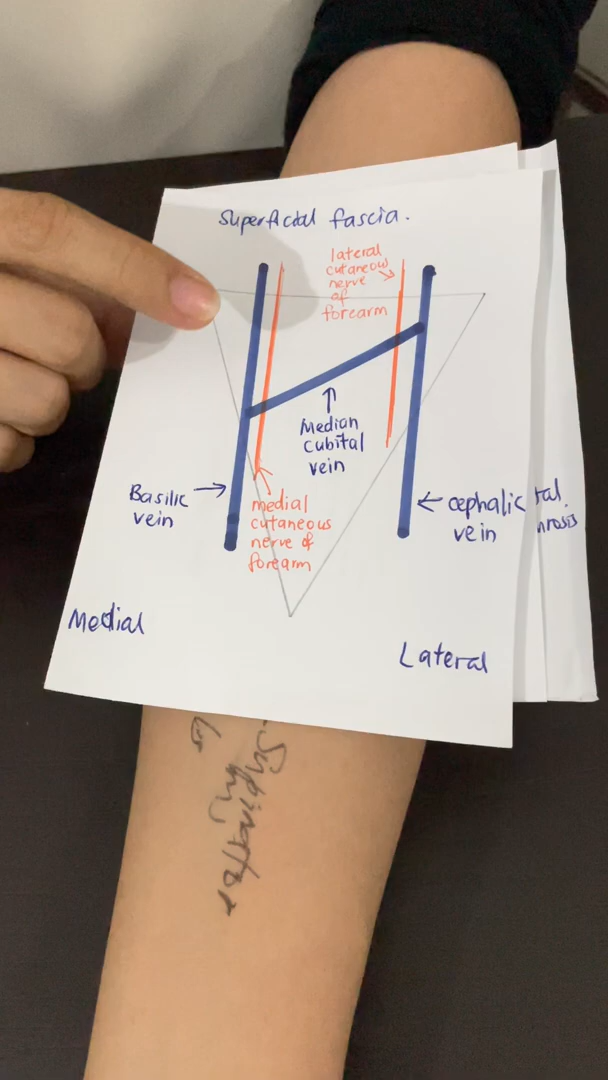 Superficial fascia.
lateral
cutaneous
nerve
of
forearm
Median
Cubital
vein
Basilic
vein
medial
cutaneous
nerve of
forearm
cephalic
vein
Medial
Lateral
Supinator